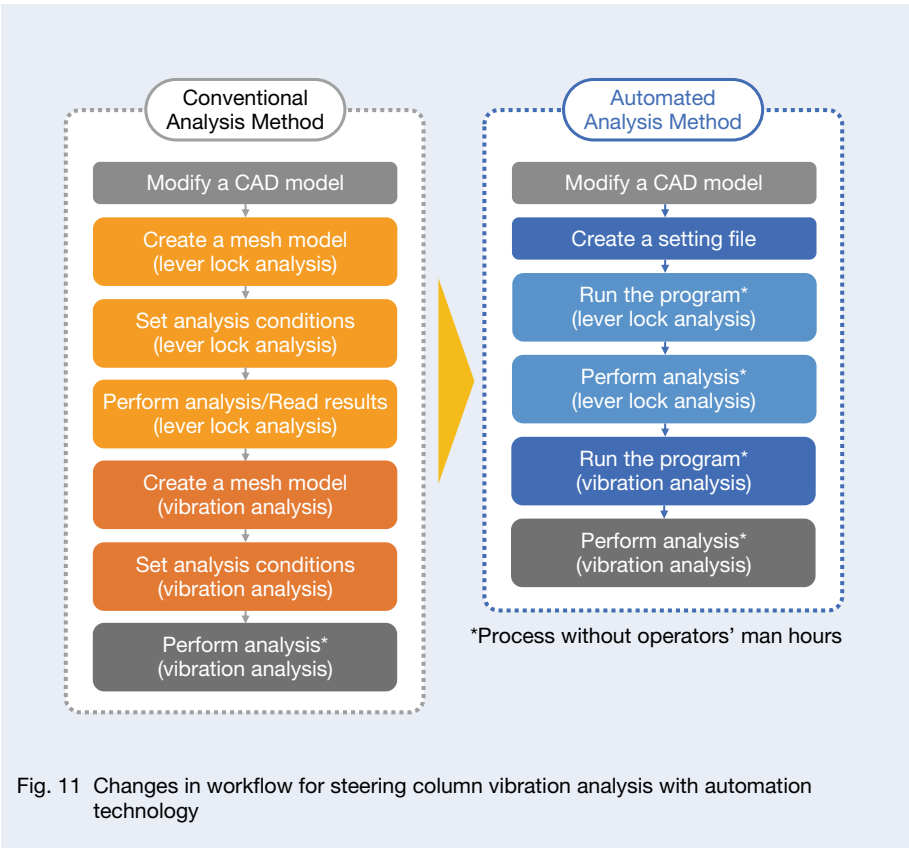 Conventional
Analysis Method
Modify a CAD model
Create a mesh model
(lever lock analysis)
Set analysis conditions
(lever lock analysis)
Perform analysis/Read results
(lever lock analysis)
Create a mesh model
(vibration analysis)
Set analysis conditions
(vibration analysis)
Perform analysis*
(vibration analysis)
Automated
Analysis Method
Modify a CAD model
Create a setting file
Run the program*
(lever lock analysis)
Perform analysis*
(lever lock analysis)
Run the program*
(vibration analysis)
Perform analysis*
(vibration analysis)
*Process without operators’ man hours
Fig. 11 Changes in workflow for steering column vibration analysis with automation
technology